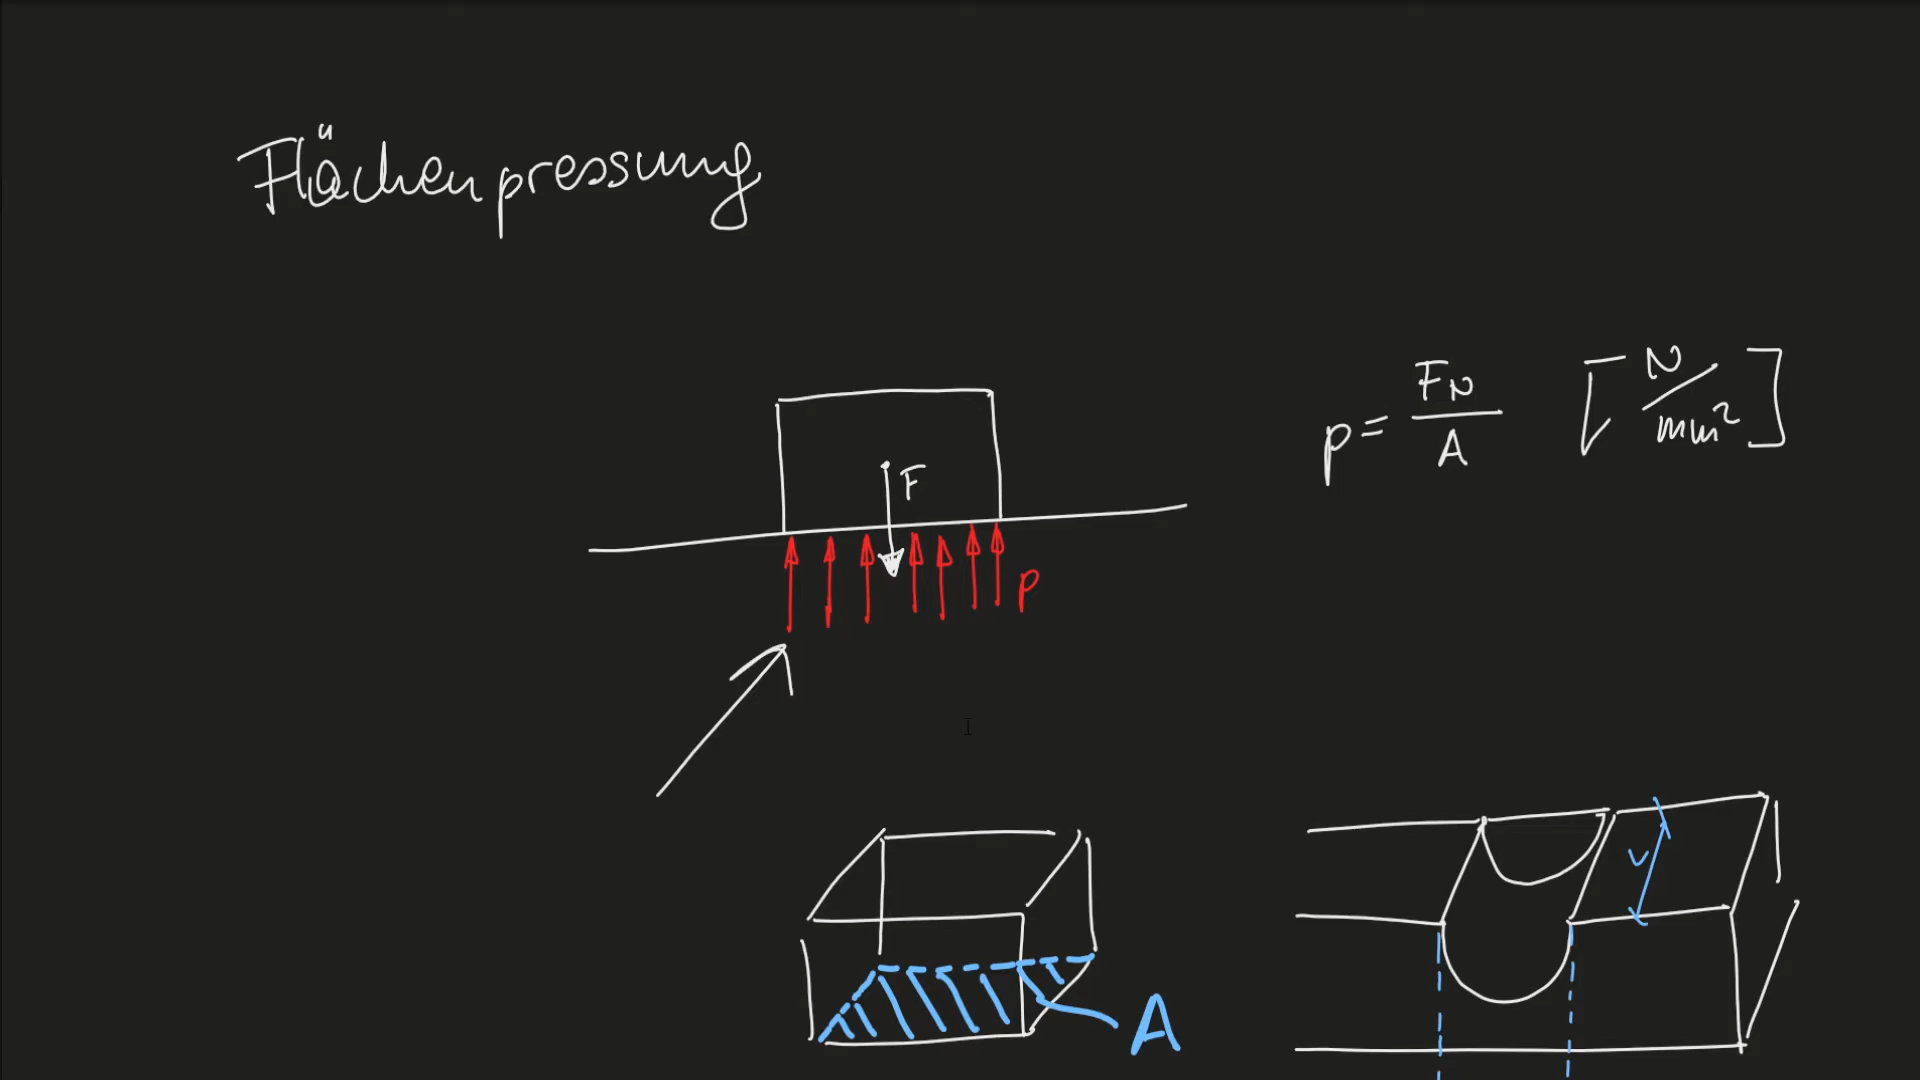 Flächenpressung
p = F_N / A [N/mm²]
F
p
v
A